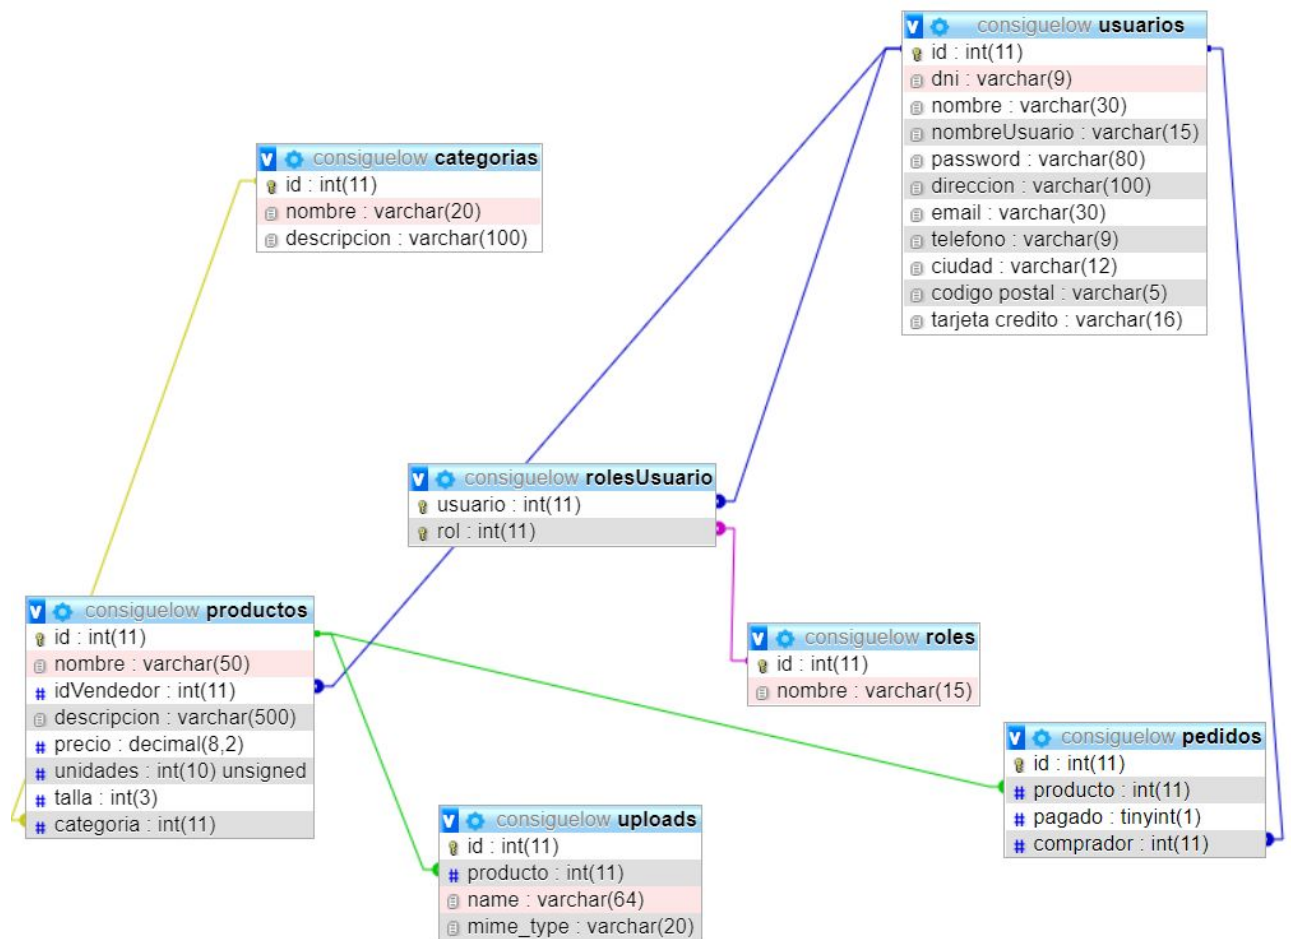 consiguelow usuarios
id : int(11)
dni : varchar(9)
nombre : varchar(30)
nombreUsuario : varchar(15)
password : varchar(80)
direccion : varchar(100)
email : varchar(30)
telefono : varchar(9)
ciudad : varchar(12)
codigo postal : varchar(5)
tarjeta credito : varchar(16)
consiguelow categorias
id : int(11)
nombre : varchar(20)
descripcion : varchar(100)
consiguelow rolesUsuario
usuario : int(11)
rol : int(11)
consiguelow productos
id : int(11)
nombre : varchar(50)
idVendedor : int(11)
descripcion : varchar(500)
precio : decimal(8,2)
unidades : int(10) unsigned
talla : int(3)
categoria : int(11)
consiguelow roles
id : int(11)
nombre : varchar(15)
consiguelow pedidos
id : int(11)
producto : int(11)
pagado : tinyint(1)
comprador : int(11)
consiguelow uploads
id : int(11)
producto : int(11)
name : varchar(64)
mime_type : varchar(20)